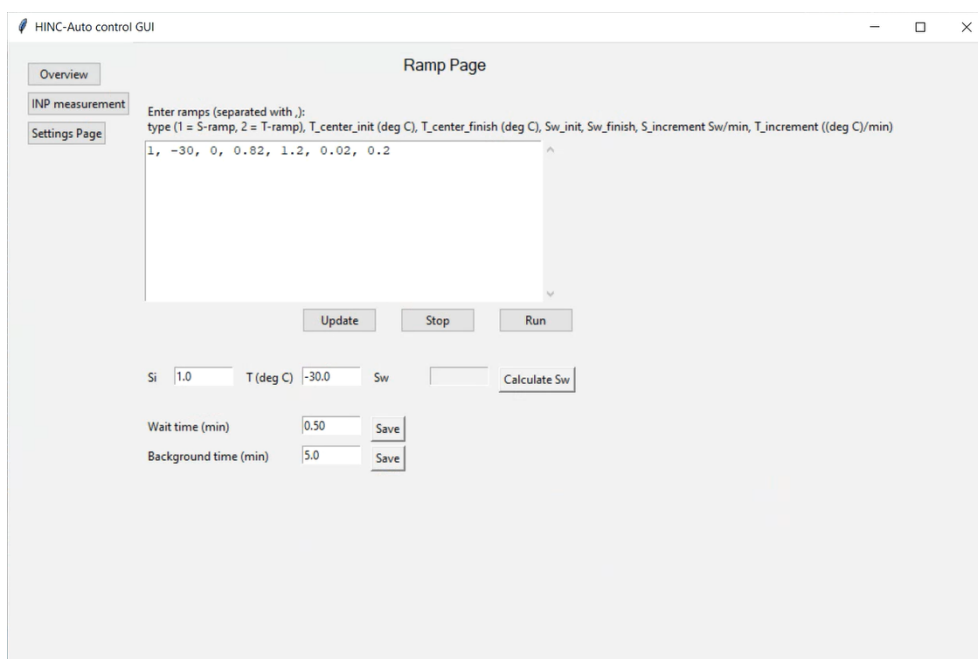 HINC-Auto control GUI
Ramp Page
Overview
INP measurement
Settings Page
Enter ramps (separated with ,):
type (1 = S-ramp, 2 = T-ramp), T_center_init (deg C), T_center_finish (deg C), Sw_init, Sw_finish, S_increment Sw/min, T_increment ((deg C)/min)
1, -30, 0, 0.82, 1.2, 0.02, 0.2
Update Stop Run
Si 1.0 T (deg C) -30.0 Sw Calculate Sw
Wait time (min) 0.50 Save
Background time (min) 5.0 Save